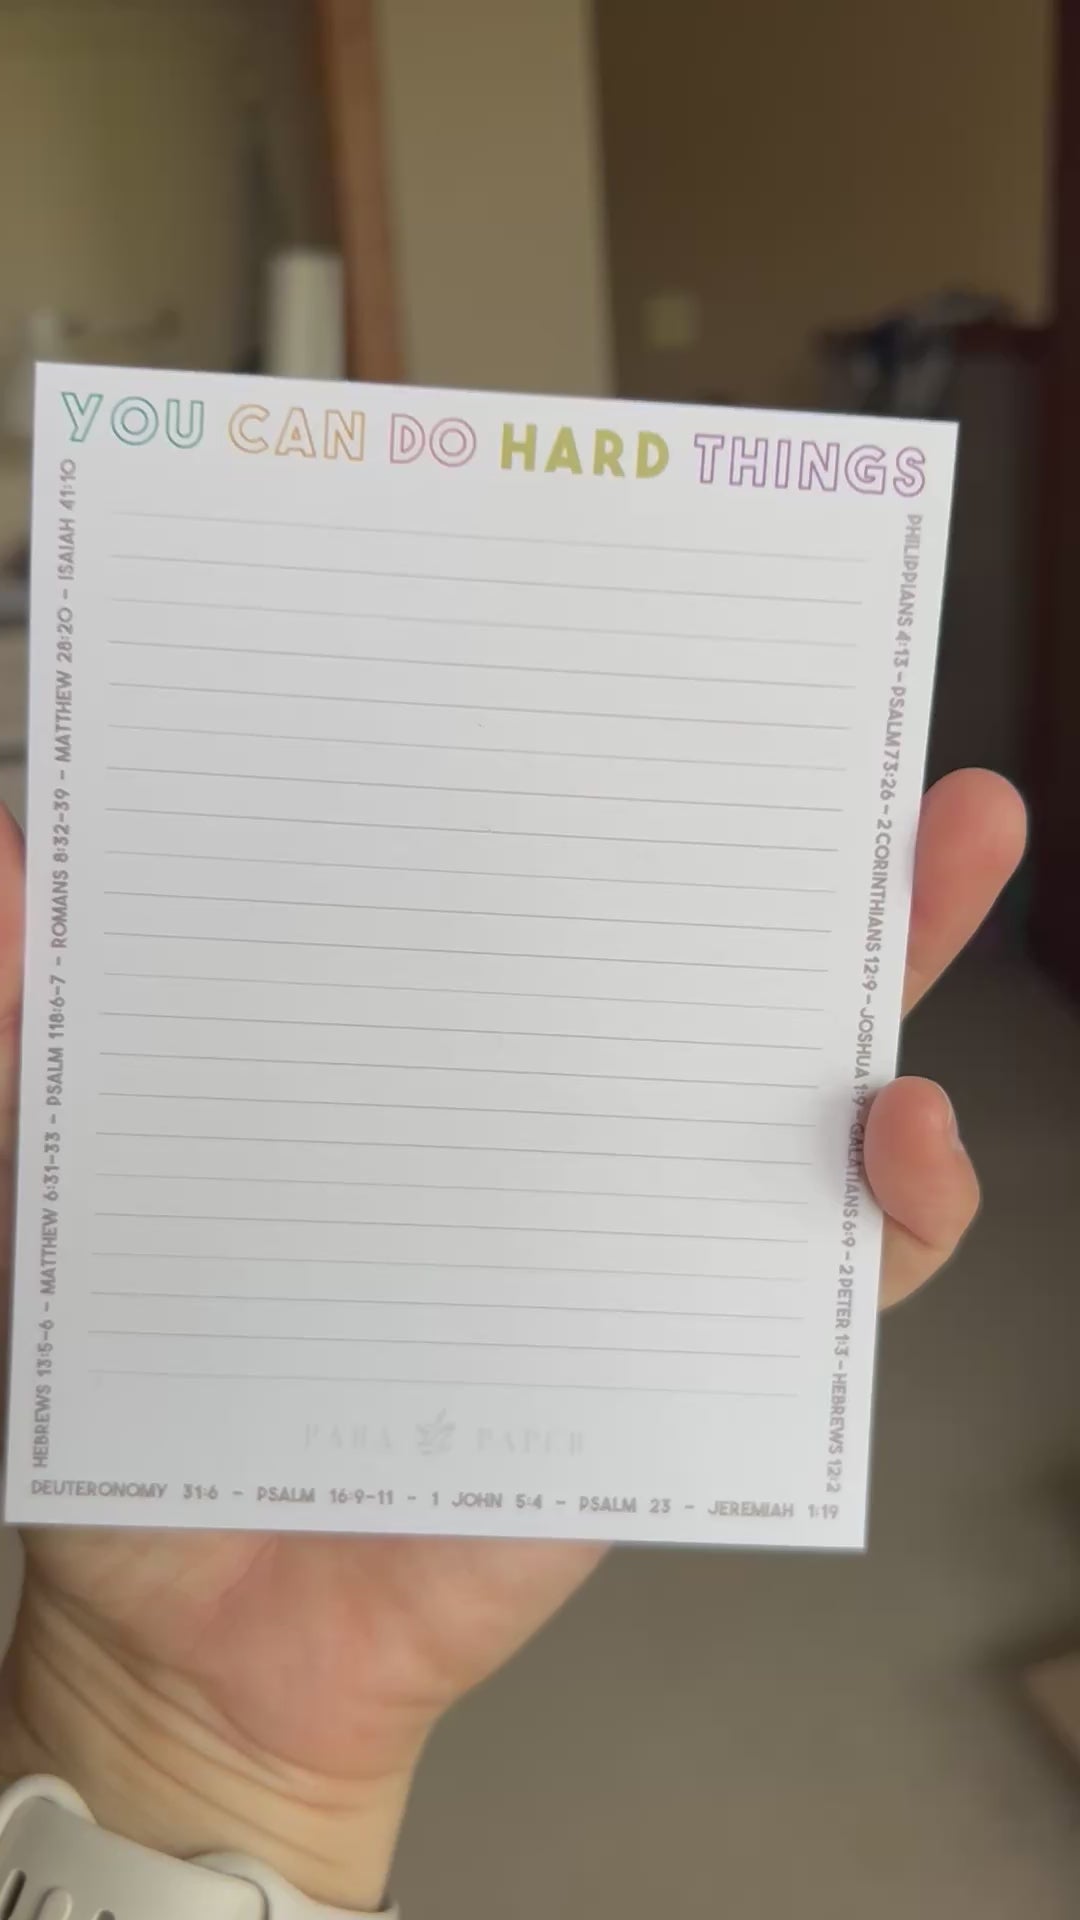 YOU CAN DO HARD THINGS
HEBREWS 13:5-6 - MATTHEW 6:31-33 - PSALM 118:6-7 - ROMANS 8:32-39 - MATTHEW 28:20 - ISAIAH 41:10
PHILIPPIANS 4:13 - PSALM 73:26 - 2 CORINTHIANS 12:9 - JOSHUA 1:9 - GALATIANS 6:9 - 2 PETER 1:3 - HEBREWS 12:2
PARA PAPER
DEUTERONOMY 31:6 - PSALM 16:9-11 - 1 JOHN 5:4 - PSALM 23 - JEREMIAH 1:19